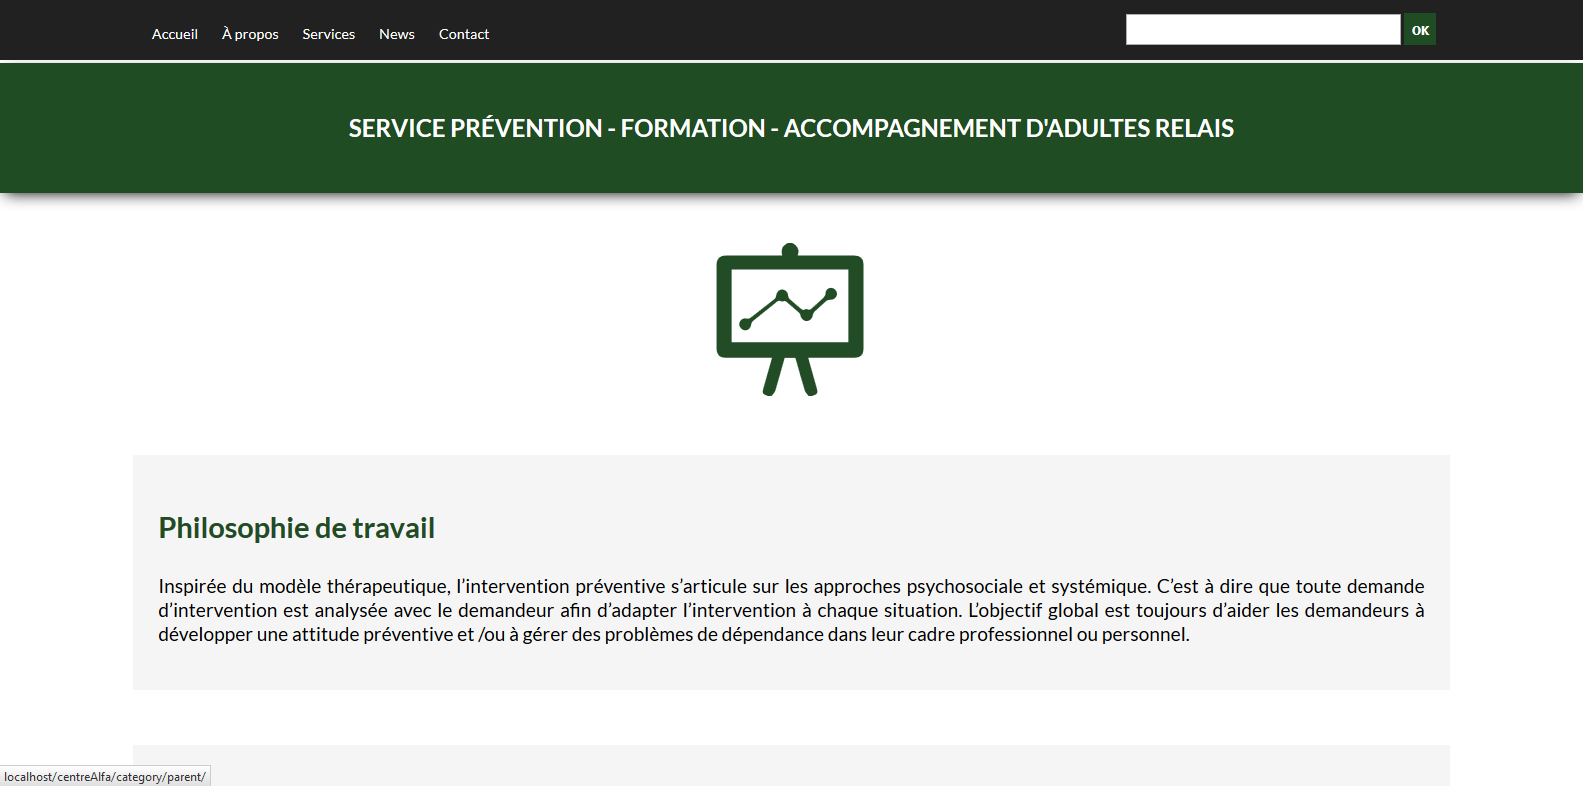 Accueil À propos Services News Contact OK
SERVICE PRÉVENTION - FORMATION - ACCOMPAGNEMENT D'ADULTES RELAIS
Philosophie de travail
Inspirée du modèle thérapeutique, l’intervention préventive s’articule sur les approches psychosociale et systémique. C’est à dire que toute demande
d’intervention est analysée avec le demandeur afin d’adapter l’intervention à chaque situation. L’objectif global est toujours d’aider les demandeurs à
développer une attitude préventive et /ou à gérer des problèmes de dépendance dans leur cadre professionnel ou personnel.
localhost/centreAlfa/category/parent/